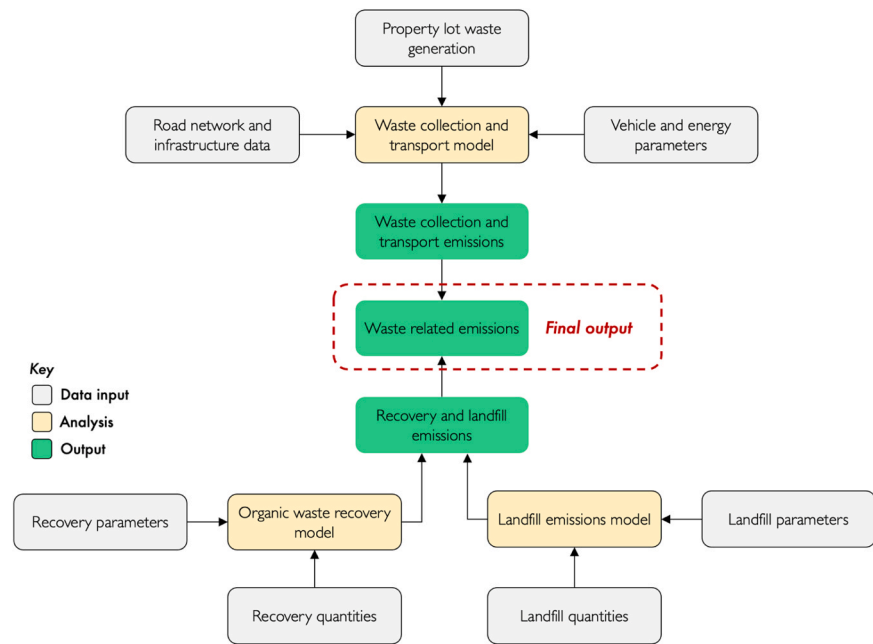 Property lot waste
generation
Road network and
infrastructure data
Waste collection and
transport model
Vehicle and energy
parameters
Waste collection and
transport emissions
Waste related emissions
Final output
Key
Data input
Analysis
Output
Recovery and landfill
emissions
Recovery parameters
Organic waste recovery
model
Landfill emissions model
Landfill parameters
Recovery quantities
Landfill quantities